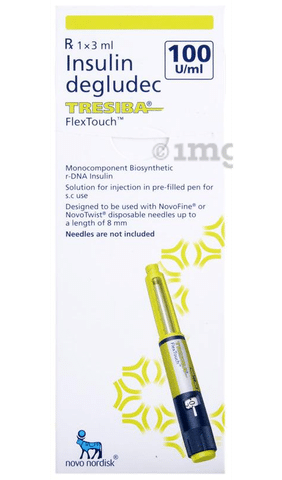 ℞ 1×3 ml
Insulin
degludec
100
U/ml
TRESIBA®
FlexTouch™
1mg
Monocomponent Biosynthetic
r-DNA Insulin
Solution for injection in pre-filled pen for
s.c use
Designed to be used with NovoFine® or
NovoTwist® disposable needles up to
a length of 8 mm
Needles are not included
novo nordisk®